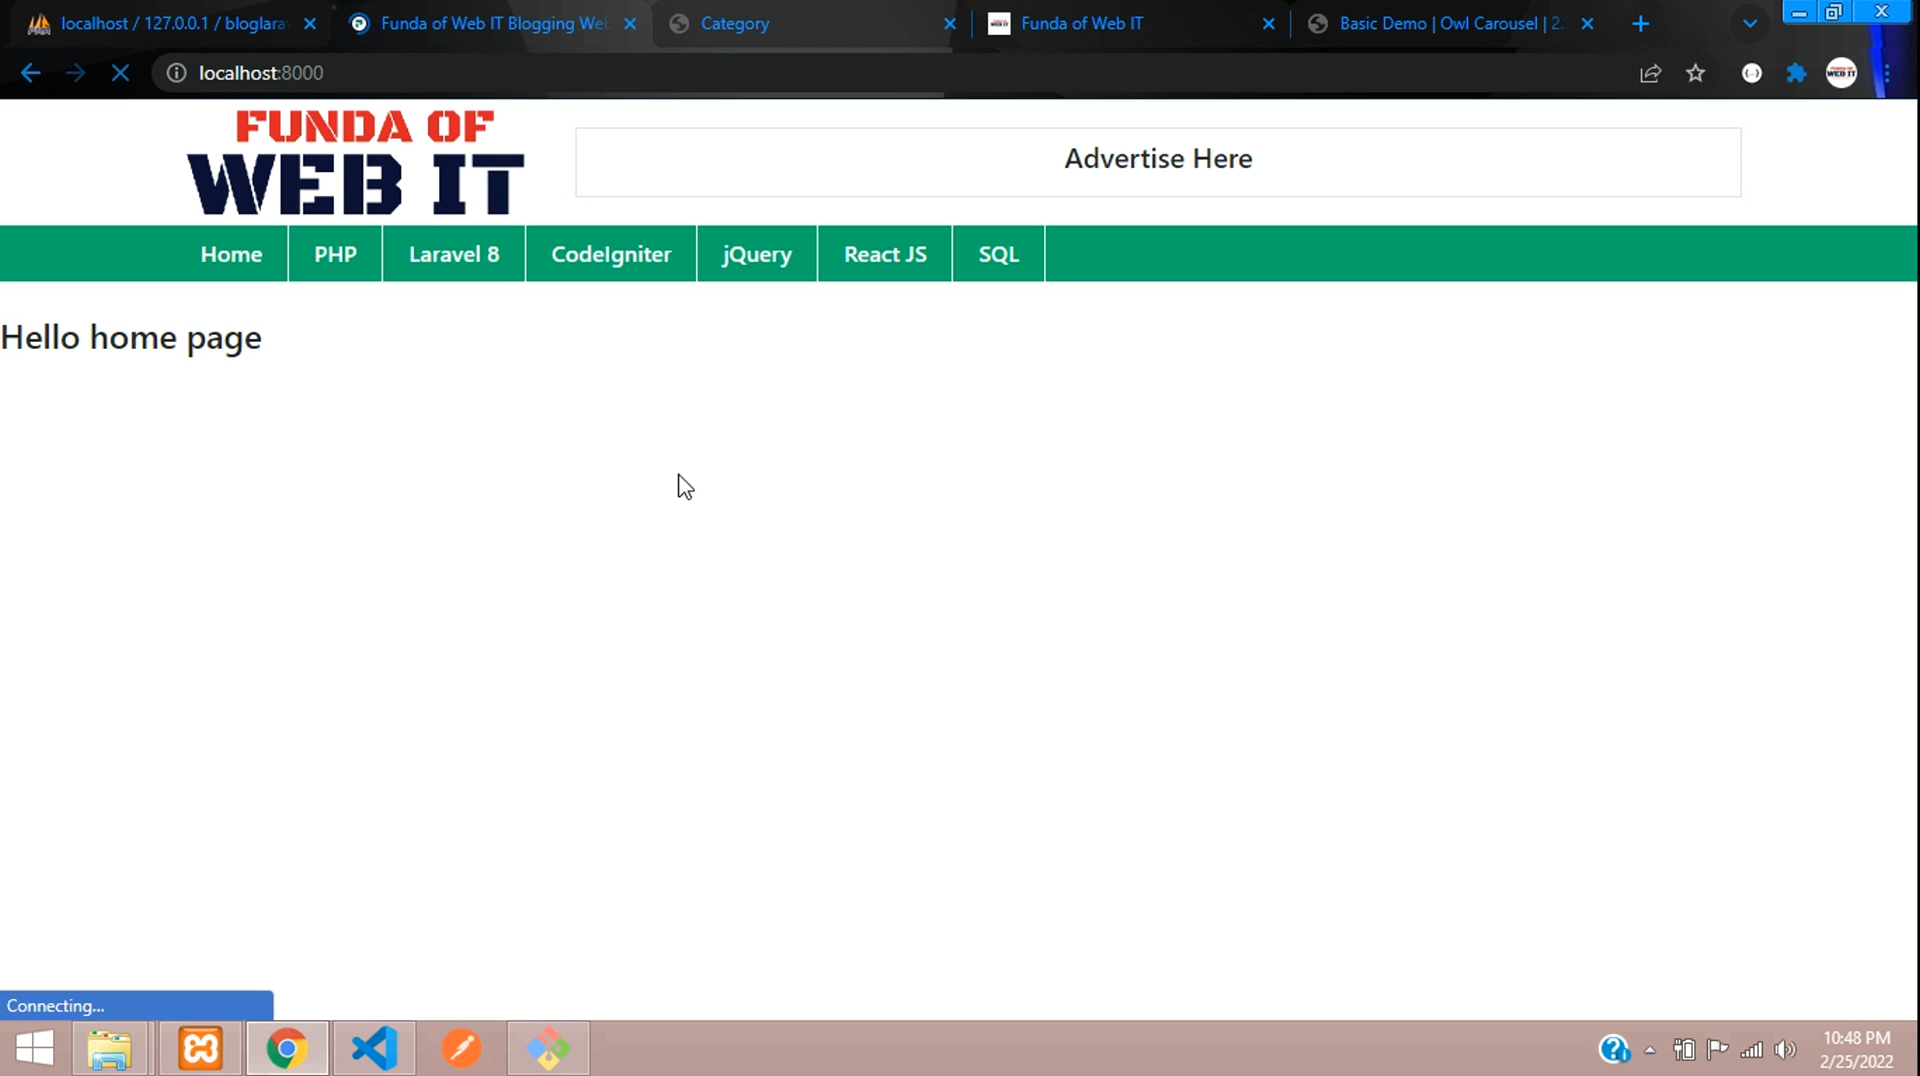 localhost / 127.0.0.1 / bloglara
Funda of Web IT Blogging We
Category
Funda of Web IT
Basic Demo | Owl Carousel | 2.
localhost:8000
FUNDA OF
WEB IT
Advertise Here
Home
PHP
Laravel 8
CodeIgniter
jQuery
React JS
SQL
Hello home page
Connecting...
10:48 PM
2/25/2022